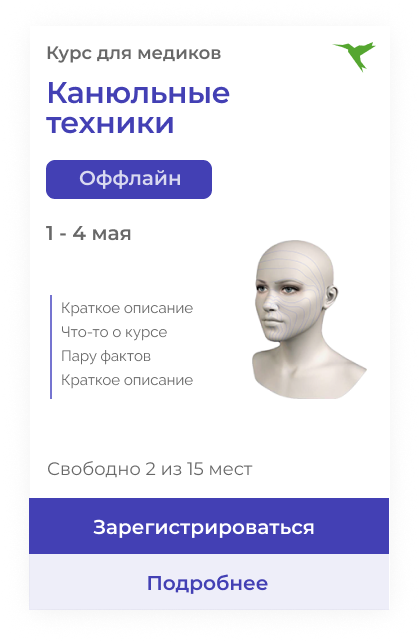 Курс для медиков
Канюльные
техники
Оффлайн
1 - 4 мая
Краткое описание
Что-то о курсе
Пару фактов
Краткое описание
Свободно 2 из 15 мест
Зарегистрироваться
Подробнее